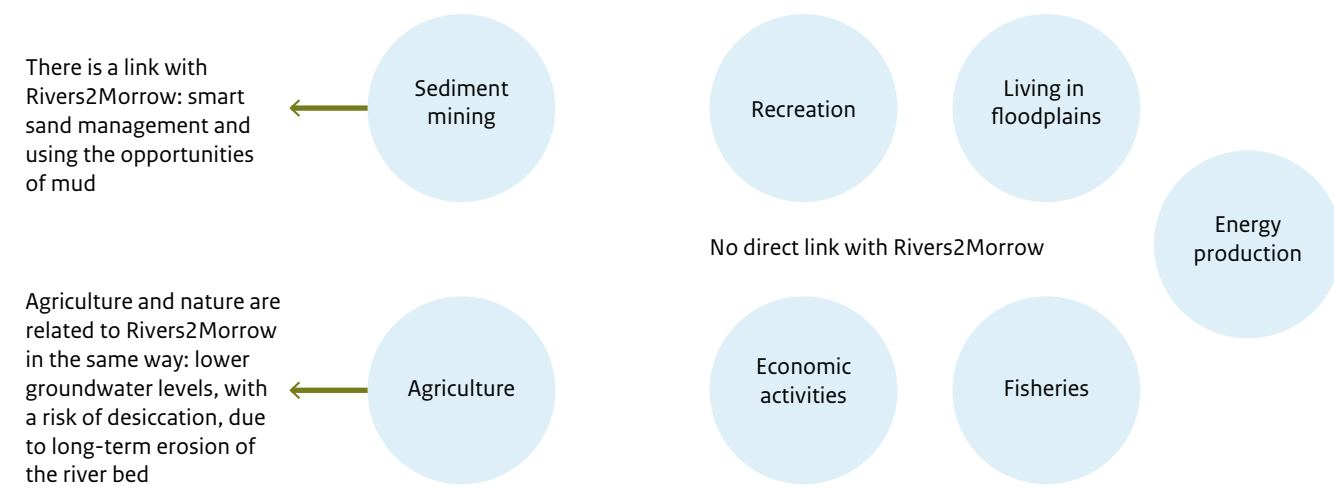 There is a link with
Rivers2Morrow: smart
sand management and
using the opportunities
of mud
Sediment
mining
Recreation
Living in
floodplains
Energy
production
No direct link with Rivers2Morrow
Agriculture and nature are
related to Rivers2Morrow
in the same way: lower
groundwater levels, with
a risk of desiccation, due
to long-term erosion of
the river bed
Agriculture
Economic
activities
Fisheries